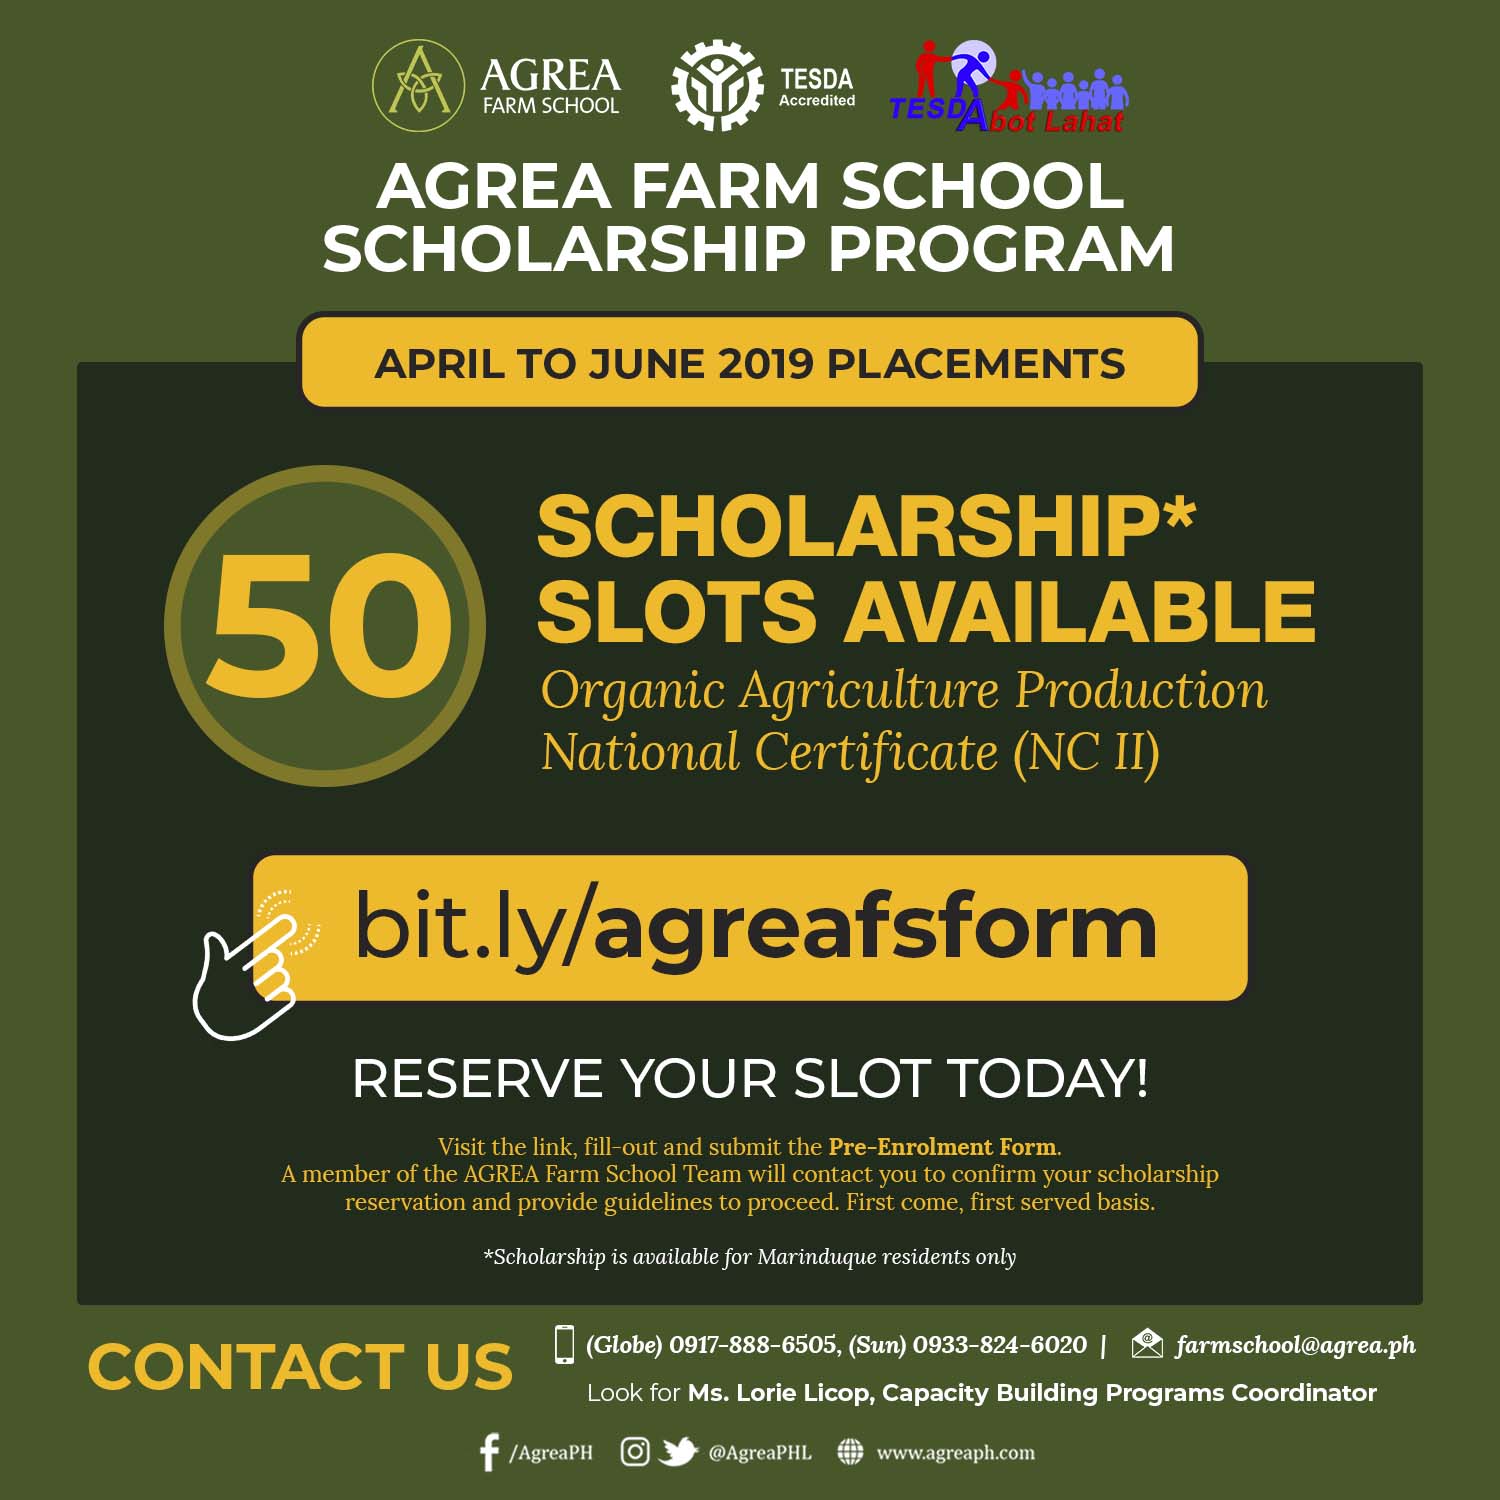 AGREA
FARM SCHOOL
TESDA
Accredited
TESDAbot Lahat
AGREA FARM SCHOOL
SCHOLARSHIP PROGRAM
APRIL TO JUNE 2019 PLACEMENTS
50
SCHOLARSHIP*
SLOTS AVAILABLE
Organic Agriculture Production
National Certificate (NC II)
bit.ly/agreafsform
RESERVE YOUR SLOT TODAY!
Visit the link, fill-out and submit the Pre-Enrolment Form.
A member of the AGREA Farm School Team will contact you to confirm your scholarship
reservation and provide guidelines to proceed. First come, first served basis.
*Scholarship is available for Marinduque residents only
CONTACT US
(Globe) 0917-888-6505, (Sun) 0933-824-6020 | farmschool@agrea.ph
Look for Ms. Lorie Licop, Capacity Building Programs Coordinator
/AgreaPH @AgreaPHL www.agreaph.com